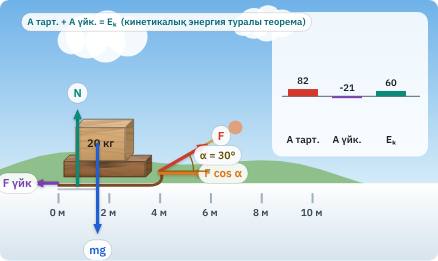 A тарт. + A үйк. = Eₖ (кинетикалық энергия туралы теорема)
82
-21
60
A тарт.
A үйк.
Eₖ
N
20 кг
F
α = 30°
F cos α
F үйк
0 м
2 м
4 м
6 м
8 м
10 м
mg